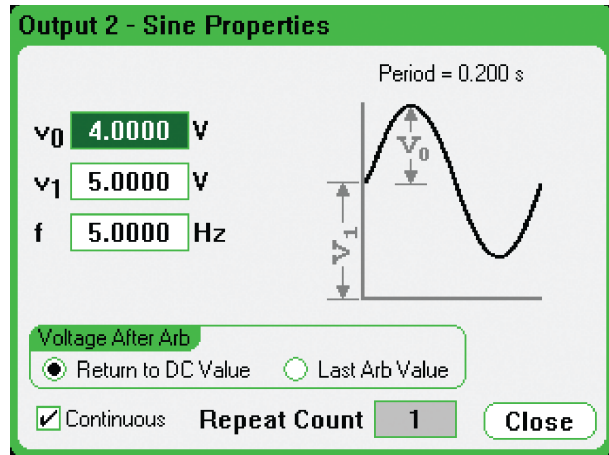 Output 2 - Sine Properties
Period = 0.200 s
v0 4.0000 V
v1 5.0000 V
f 5.0000 Hz
V0
V1
Voltage After Arb
Return to DC Value Last Arb Value
Continuous Repeat Count 1 Close